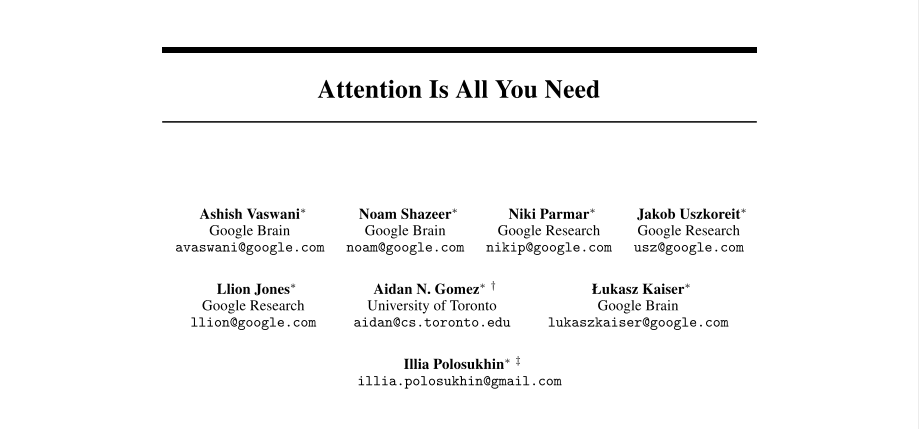 Attention Is All You Need
Ashish Vaswani* Noam Shazeer* Niki Parmar* Jakob Uszkoreit*
Google Brain Google Brain Google Research Google Research
avaswani@google.com noam@google.com nikip@google.com usz@google.com
Llion Jones* Aidan N. Gomez* † Łukasz Kaiser*
Google Research University of Toronto Google Brain
llion@google.com aidan@cs.toronto.edu lukaszkaiser@google.com
Illia Polosukhin* ‡
illia.polosukhin@gmail.com